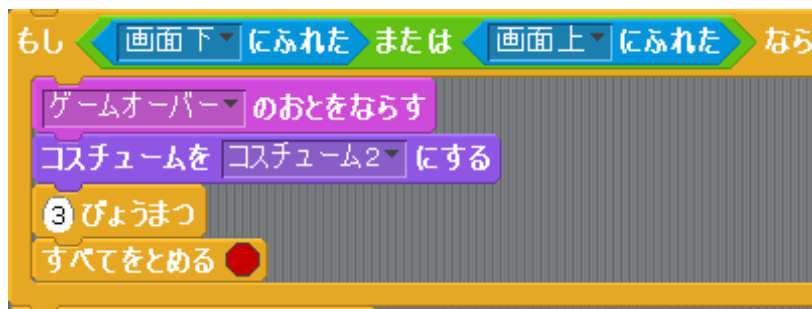 もし 画面下 にふれた または 画面上 にふれた なら
ゲームオーバー のおとをならす
コスチュームを コスチューム2 にする
3 びょうまつ
すべてをとめる